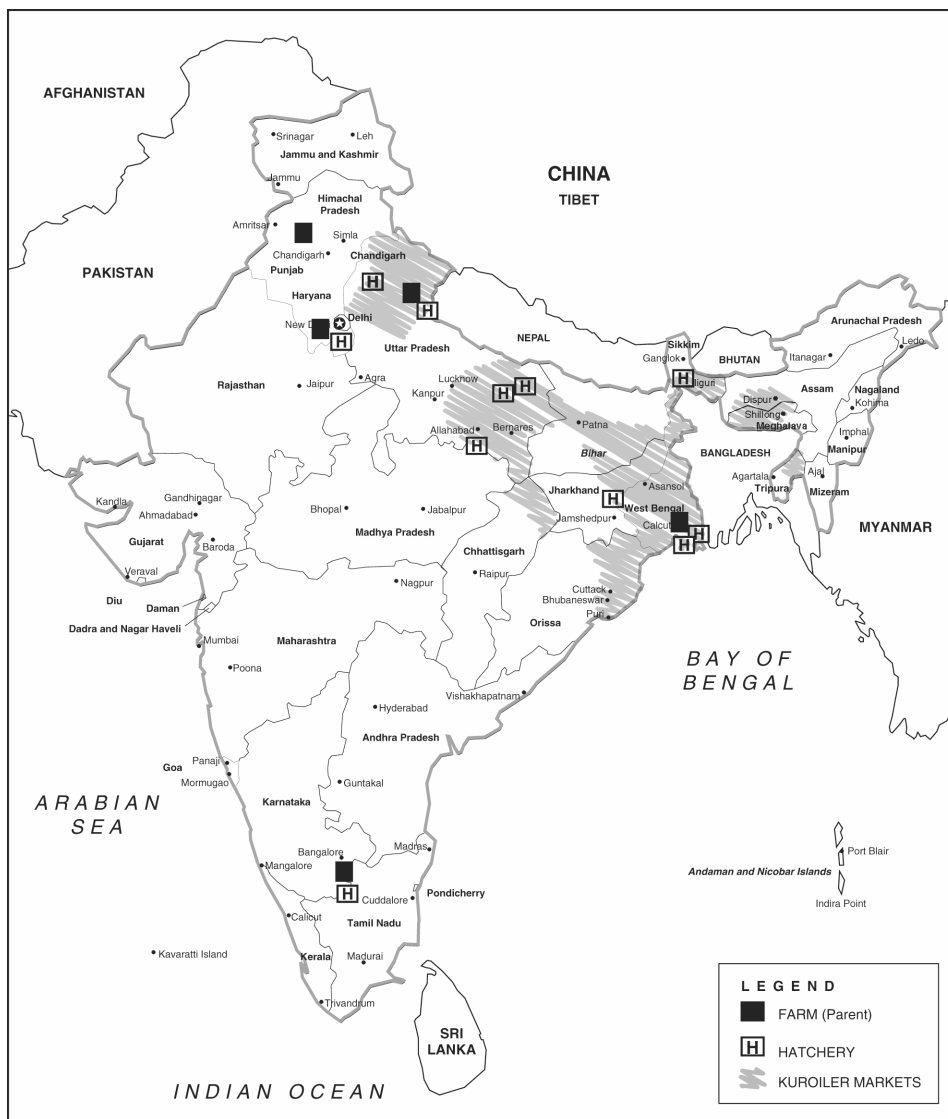 AFGHANISTAN
Srinagar
Leh
Jammu and Kashmir
CHINA
TIBET
Jammu
Himachal
Pradesh
Amritsar
Simla
Chandigarh
Chandigarh
PAKISTAN
Punjab
Haryana
H
H
New D
Delhi
H
Uttar Pradesh
NEPAL
Arunachal Pradesh
Sikkim
Ganglok
BHUTAN
Itanagar
Ledo
Rajasthan
Jaipur
Agra
Lucknow
H
H
H
liguri
Assam
Nagaland
Kanpur
Dispur
Kohima
Shillong
Meghalava
Allahabad
Bernares
Patna
Imphal
H
Manipur
Bihar
BANGLADESH
Agartala
Ajal
Tripura
Mizeram
Jharkhand
Asansol
Kandla
Gandhinagar
H
Ahmadabad
Bhopal
Jabalpur
West Bengal
Jamshedpur
Calcut
MYANMAR
Madhya Pradesh
H
H
Gujarat
Baroda
Chhattisgarh
Veraval
Nagpur
Raipur
Diu
Daman
Cuttack
Bhubaneswar
Dadra and Nagar Haveli
Puri
Orissa
Maharashtra
Mumbai
Poona
BAY OF
BENGAL
Vishakhapatnam
Hyderabad
Andhra Pradesh
Panaji
Goa
Mormugao
Guntakal
ARABIAN
SEA
Karnataka
Bangalore
Madras
Mangalore
Port Blair
Andaman and Nicobar Islands
H
Pondicherry
Cuddalore
Indira Point
Calicut
Tamil Nadu
Kavaratti Island
Kerala
Madurai
Trivandrum
SRI
LANKA
INDIAN OCEAN
LEGEND
FARM (Parent)
H HATCHERY
KUROILER MARKETS